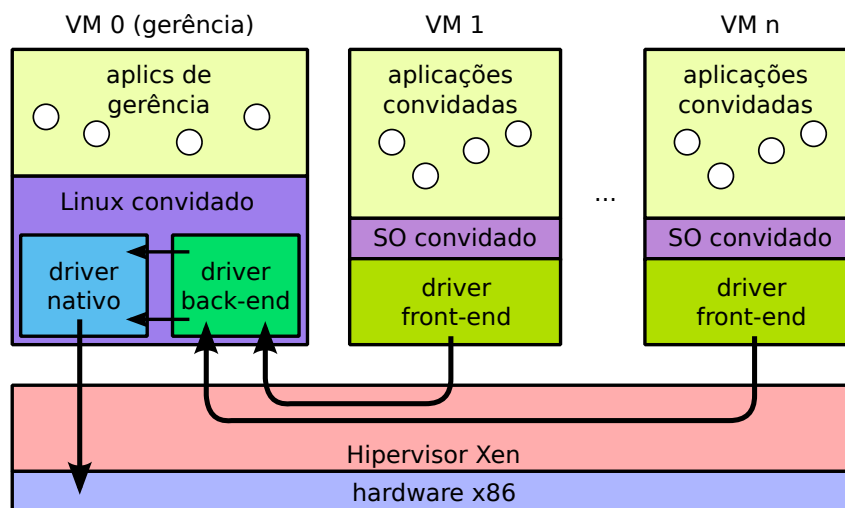 VM 0 (gerência)
VM 1
VM n
aplics de
gerência
aplicações
convidadas
aplicações
convidadas
Linux convidado
...
SO convidado
SO convidado
driver
nativo
driver
back-end
driver
front-end
driver
front-end
Hipervisor Xen
hardware x86